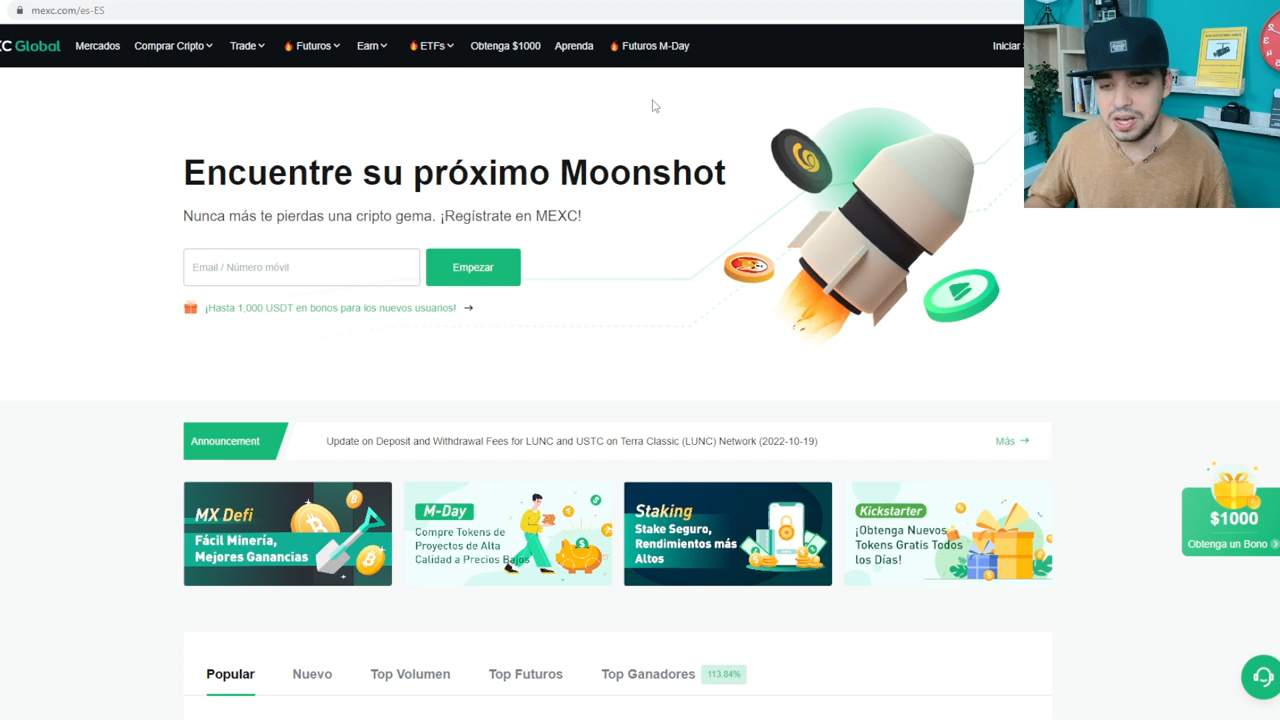 mexc.com/es-ES
C Global
Mercados
Comprar Cripto
Trade
Futuros
Earn
ETFs
Obtenga $1000
Aprenda
Futuros M-Day
Iniciar
Encuentre su próximo Moonshot
Nunca más te pierdas una cripto gema. ¡Regístrate en MEXC!
Email / Número móvil
Empezar
¡Hasta 1,000 USDT en bonos para los nuevos usuarios! →
Announcement
Update on Deposit and Withdrawal Fees for LUNC and USTC on Terra Classic (LUNC) Network (2022-10-19)
Más →
MX Defi
Fácil Minería,
Mejores Ganancias
M-Day
Compre Tokens de
Proyectos de Alta
Calidad a Precios Bajos
Staking
Stake Seguro,
Rendimientos más
Altos
Kickstarter
¡Obtenga Nuevos
Tokens Gratis Todos
los Días!
$1000
Obtenga un Bono
Popular
Nuevo
Top Volumen
Top Futuros
Top Ganadores
113.84%